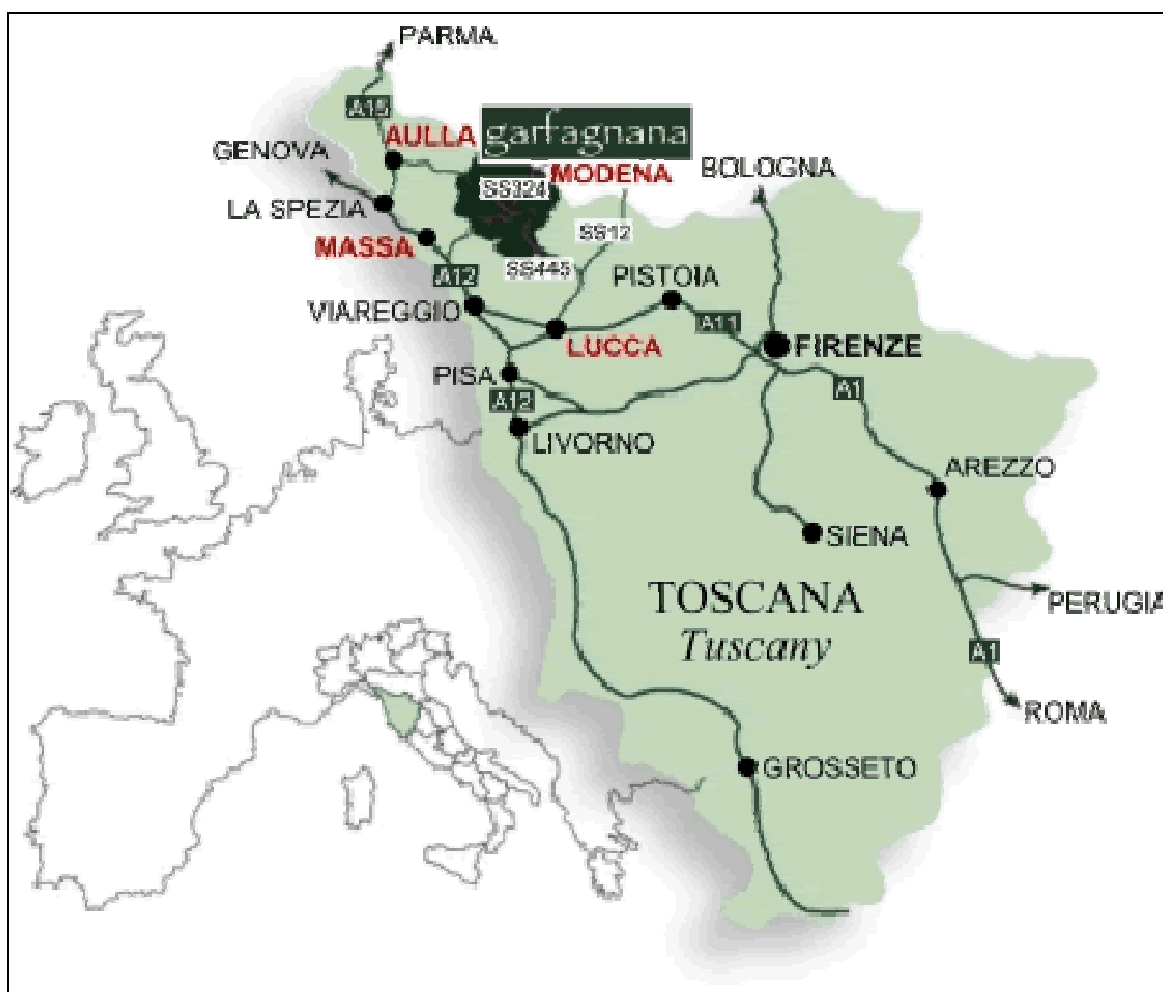 PARMA
A15
AULLA
garfagnana
GENOVA
MODENA
BOLOGNA
SS324
LA SPEZIA
SS12
MASSA
SS445
A12
PISTOIA
VIAREGGIO
A11
LUCCA
FIRENZE
PISA
A1
A12
LIVORNO
AREZZO
SIENA
TOSCANA
PERUGIA
Tuscany
A1
ROMA
GROSSETO